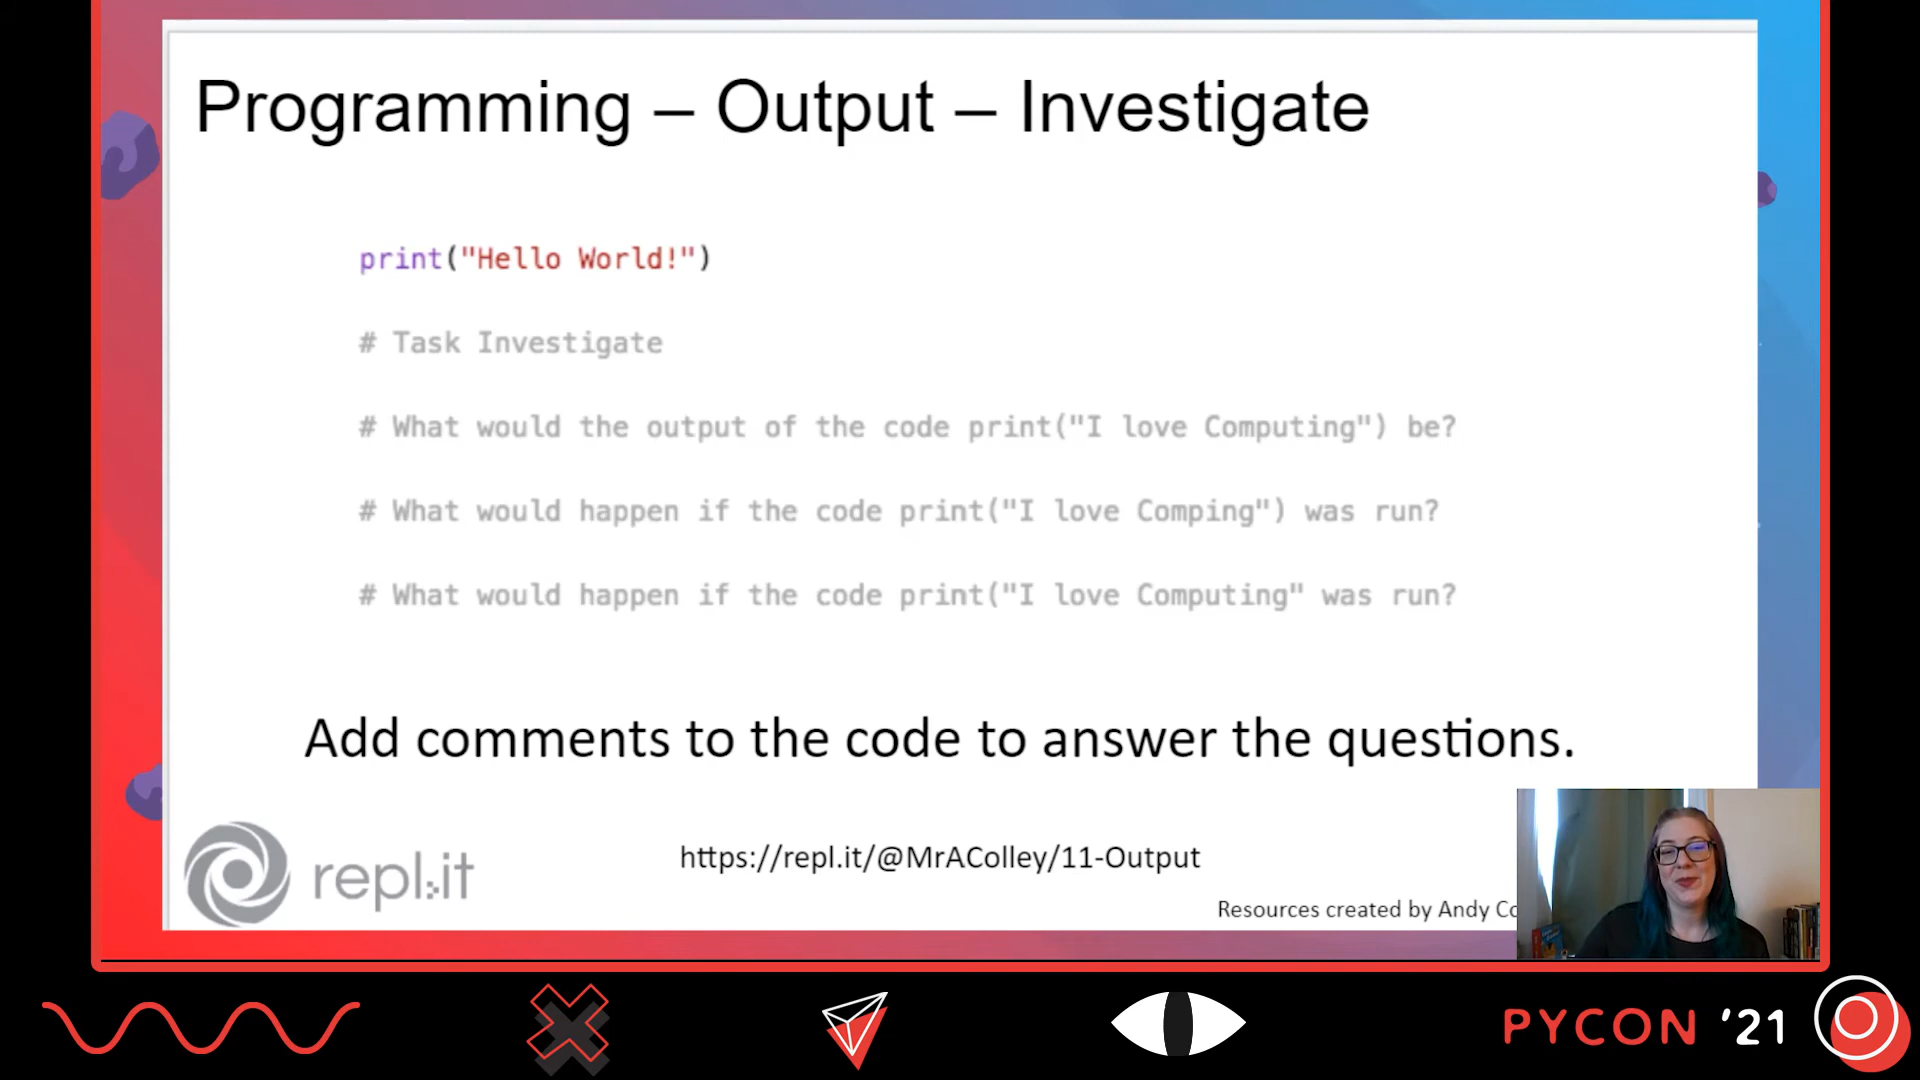 Programming – Output – Investigate
print("Hello World!")
# Task Investigate
# What would the output of the code print("I love Computing") be?
# What would happen if the code print("I love Comping") was run?
# What would happen if the code print("I love Computing" was run?
Add comments to the code to answer the questions.
repl.it
https://repl.it/@MrAColley/11-Output
Resources created by Andy Co
PYCON '21